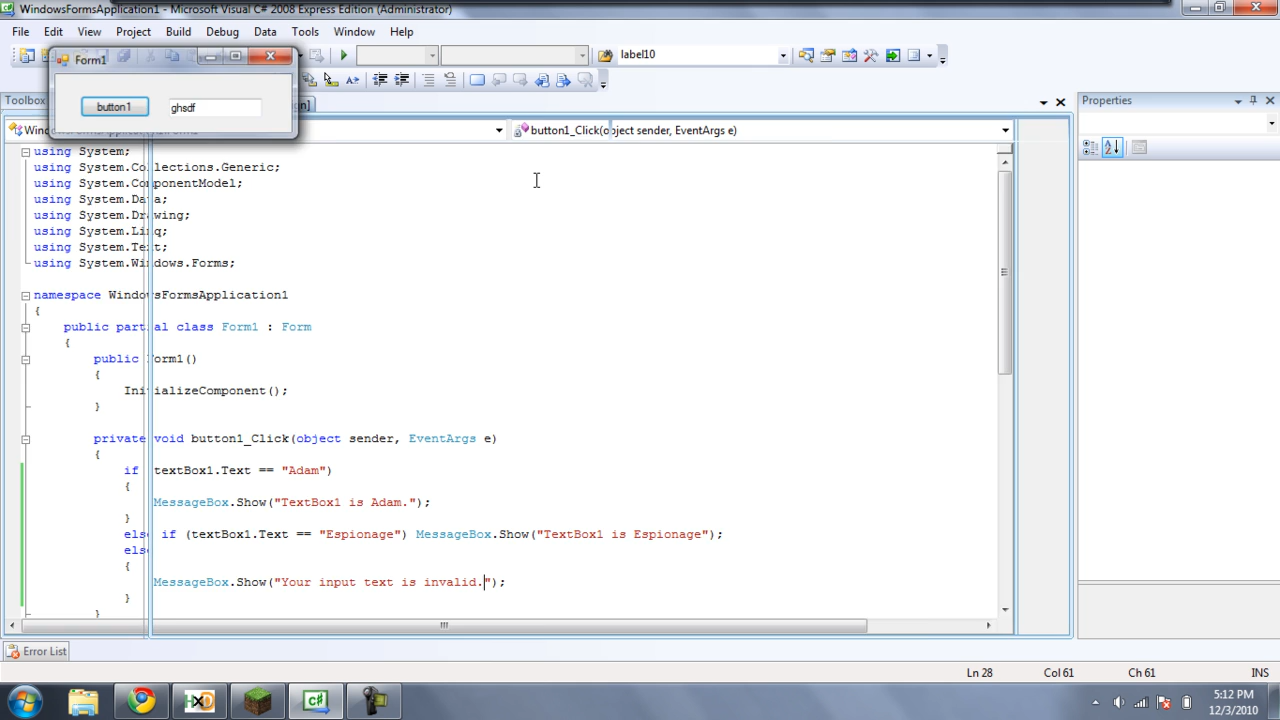 WindowsFormsApplication1 - Microsoft Visual C# 2008 Express Edition (Administrator)
File Edit View Project Build Debug Data Tools Window Help
Form1
label10
button1
ghsdf
Toolbox
Properties
button1_Click(object sender, EventArgs e)
using System;
using System.Collections.Generic;
using System.ComponentModel;
using System.Data;
using System.Drawing;
using System.Linq;
using System.Text;
using System.Windows.Forms;
namespace WindowsFormsApplication1
{
public partial class Form1 : Form
{
public Form1()
{
InitializeComponent();
}
private void button1_Click(object sender, EventArgs e)
{
if (textBox1.Text == "Adam")
{
MessageBox.Show("TextBox1 is Adam.");
}
else if (textBox1.Text == "Espionage") MessageBox.Show("TextBox1 is Espionage");
else
{
MessageBox.Show("Your input text is invalid.");
}
}
Error List
Ln 28 Col 61 Ch 61 INS
5:12 PM
12/3/2010